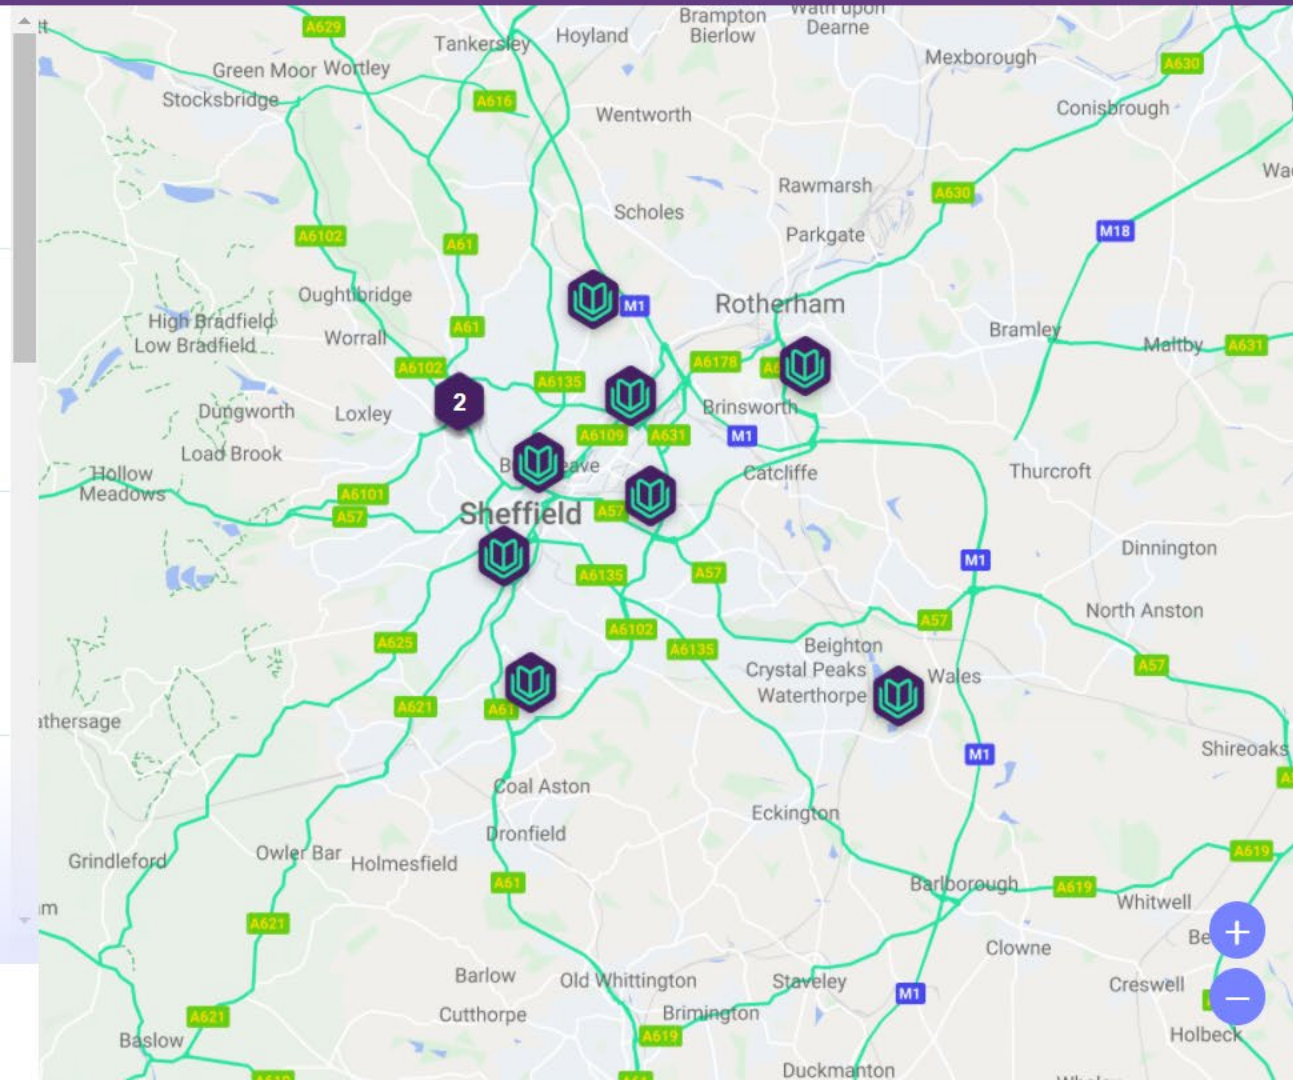 A629
Tankersley
Hoyland
Brampton
Bierlow
Wath upon
Dearne
Mexborough
A630
Green Moor
Wortley
Stocksbridge
A616
Wentworth
Conisbrough
Rawmarsh
A630
Scholes
Parkgate
M18
A6102
A61
Oughtibridge
M1
Rotherham
High Bradfield
Low Bradfield
Worrall
A61
Bramley
Maltby
A631
A6102
A6135
A6178
2
Dungworth
Loxley
Brinsworth
A6109
A631
M1
Load Brook
Hollow
Meadows
Catcliffe
Thurcroft
A6101
A57
Sheffield
A57
Dinnington
M1
A6135
A57
North Anston
A6102
A57
A625
A6135
Beighton
Crystal Peaks
Waterthorpe
Wales
A57
A621
A61
athersage
Shireoaks
M1
Coal Aston
Eckington
Dronfield
Grindleford
Owler Bar
Holmesfield
A619
A61
Barlborough
A619
Whitwell
A621
Clowne
Barlow
Old Whittington
Staveley
Creswell
M1
A621
Cutthorpe
Brimington
A619
Holbeck
Baslow
Duckmanton